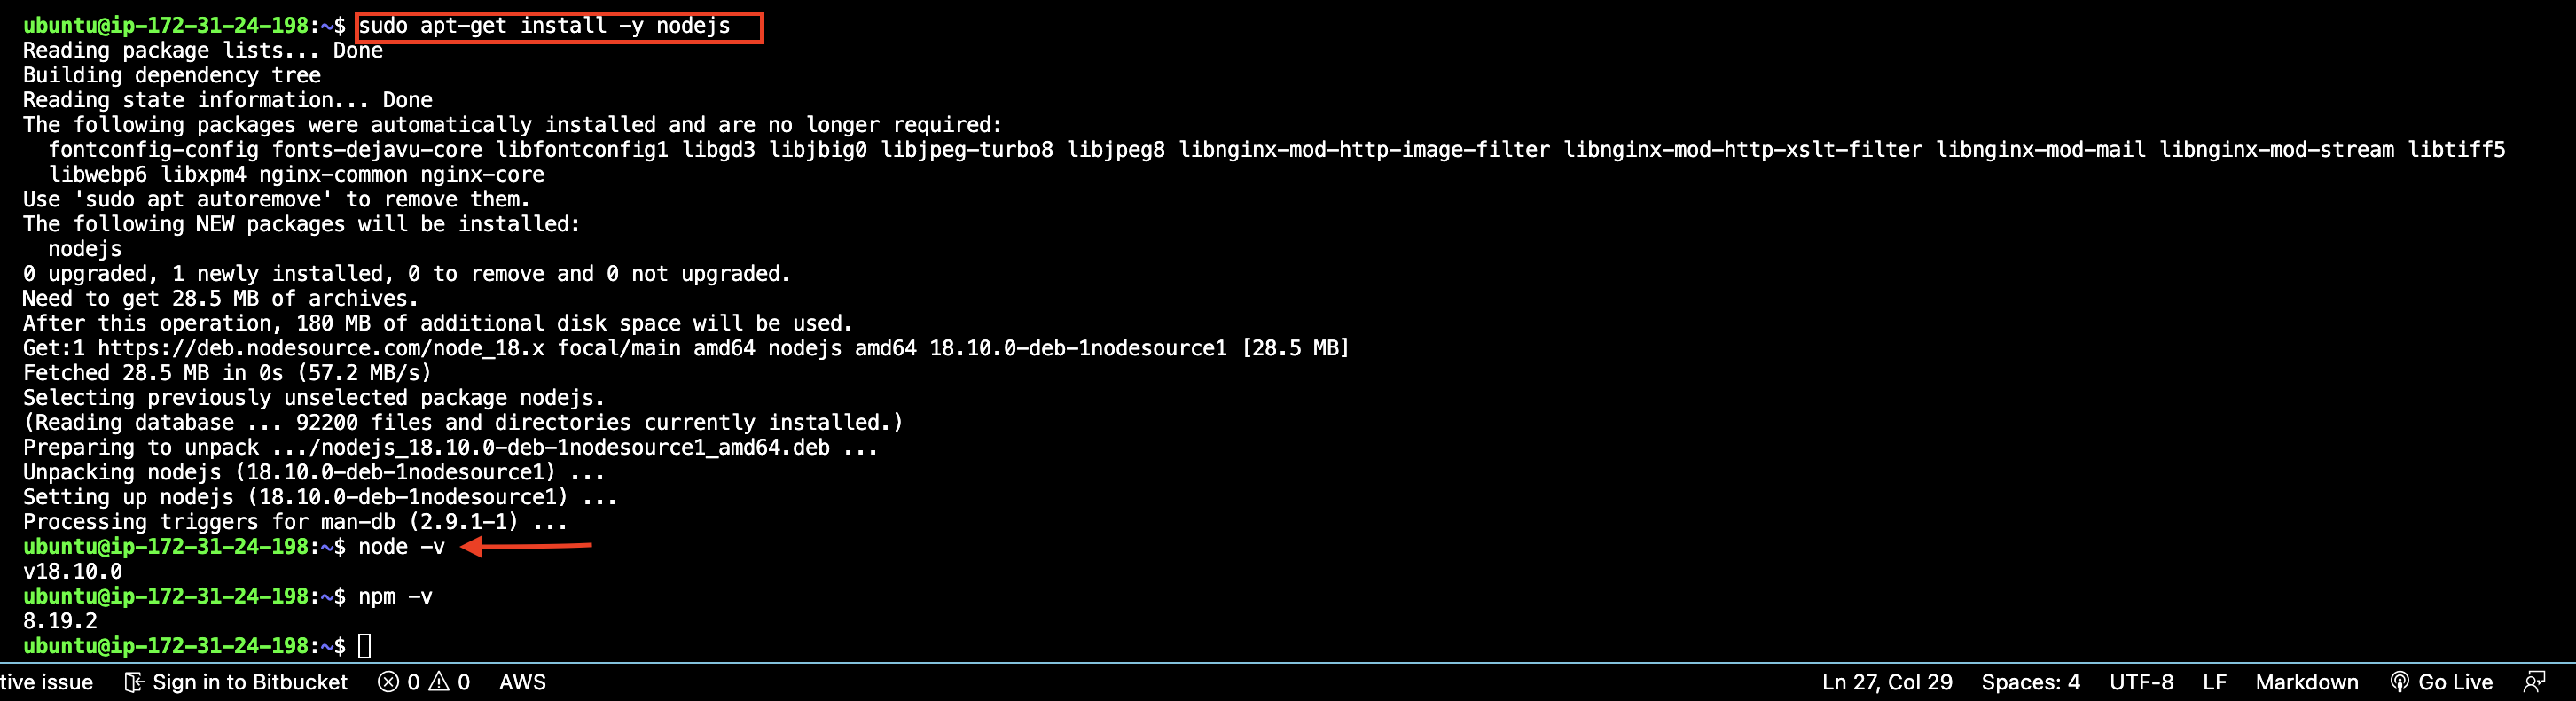 ubuntu@ip-172-31-24-198:~$ sudo apt-get install -y nodejs
Reading package lists... Done
Building dependency tree
Reading state information... Done
The following packages were automatically installed and are no longer required:
  fontconfig-config fonts-dejavu-core libfontconfig1 libgd3 libjbig0 libjpeg-turbo8 libjpeg8 libnginx-mod-http-image-filter libnginx-mod-http-xslt-filter libnginx-mod-mail libnginx-mod-stream libtiff5
  libwebp6 libxpm4 nginx-common nginx-core
Use 'sudo apt autoremove' to remove them.
The following NEW packages will be installed:
  nodejs
0 upgraded, 1 newly installed, 0 to remove and 0 not upgraded.
Need to get 28.5 MB of archives.
After this operation, 180 MB of additional disk space will be used.
Get:1 https://deb.nodesource.com/node_18.x focal/main amd64 nodejs amd64 18.10.0-deb-1nodesource1 [28.5 MB]
Fetched 28.5 MB in 0s (57.2 MB/s)
Selecting previously unselected package nodejs.
(Reading database ... 92200 files and directories currently installed.)
Preparing to unpack .../nodejs_18.10.0-deb-1nodesource1_amd64.deb ...
Unpacking nodejs (18.10.0-deb-1nodesource1) ...
Setting up nodejs (18.10.0-deb-1nodesource1) ...
Processing triggers for man-db (2.9.1-1) ...
ubuntu@ip-172-31-24-198:~$ node -v
v18.10.0
ubuntu@ip-172-31-24-198:~$ npm -v
8.19.2
ubuntu@ip-172-31-24-198:~$
tive issue Sign in to Bitbucket 0 0 AWS Ln 27, Col 29 Spaces: 4 UTF-8 LF Markdown Go Live